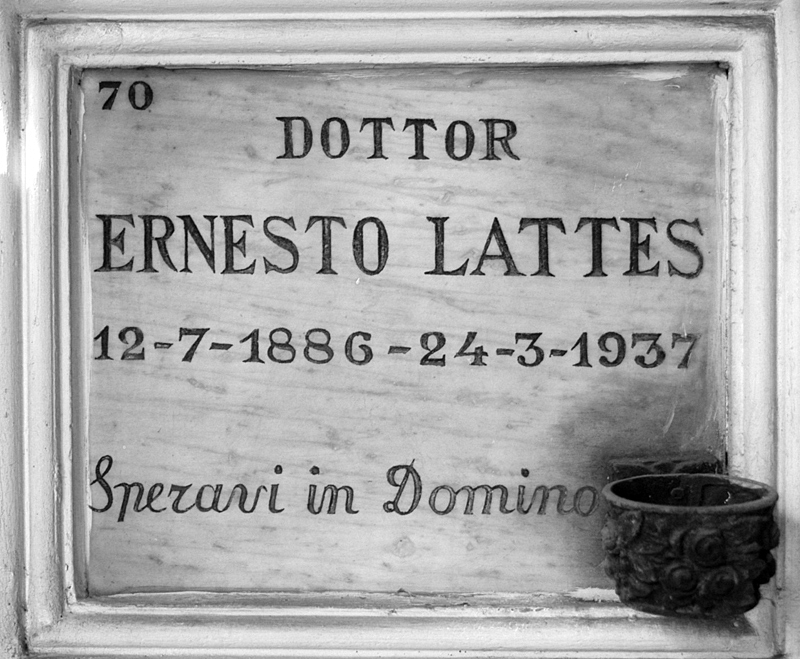 70
DOTTOR
ERNESTO LATTES
12-7-1886-24-3-1937
Speravi in Domino